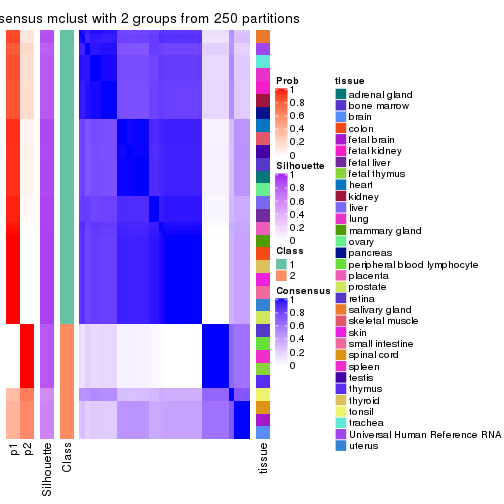 sensus mclust with 2 groups from 250 partitions
Prob
1
0.8
0.6
0.4
0.2
0
Silhouette
1
0.8
0.6
0.4
0.2
0
Class
1
2
Consensus
1
0.8
0.6
0.4
0.2
0
tissue
adrenal gland
bone marrow
brain
colon
fetal brain
fetal kidney
fetal liver
fetal thymus
heart
kidney
liver
lung
mammary gland
ovary
pancreas
peripheral blood lymphocyte
placenta
prostate
retina
salivary gland
skeletal muscle
skin
small intestine
spinal cord
spleen
testis
thymus
thyroid
tonsil
trachea
Universal Human Reference RNA
uterus
p1
p2
Silhouette
Class
tissue